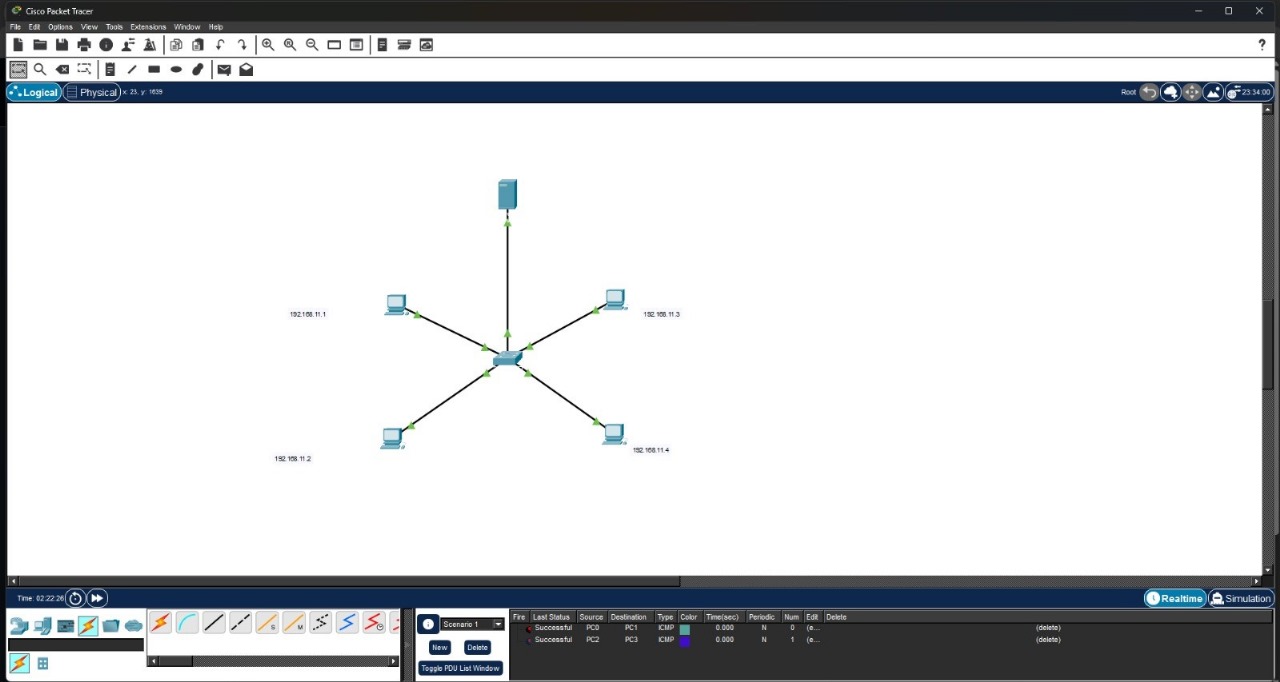 Cisco Packet Tracer
File Edit Options View Tools Extensions Window Help
?
Logical Physical x: 23, y: 1639 Root 23:34:00
192.168.11.1
192.168.11.3
192.168.11.2
192.168.11.4
Time: 02:22:26 Realtime Simulation
Scenario 1
New Delete
Toggle PDU List Window
Fire Last Status Source Destination Type Color Time(sec) Periodic Num Edit Delete
Successful PC0 PC1 ICMP 0.000 N 0 (e... (delete)
Successful PC2 PC3 ICMP 0.000 N 1 (e... (delete)